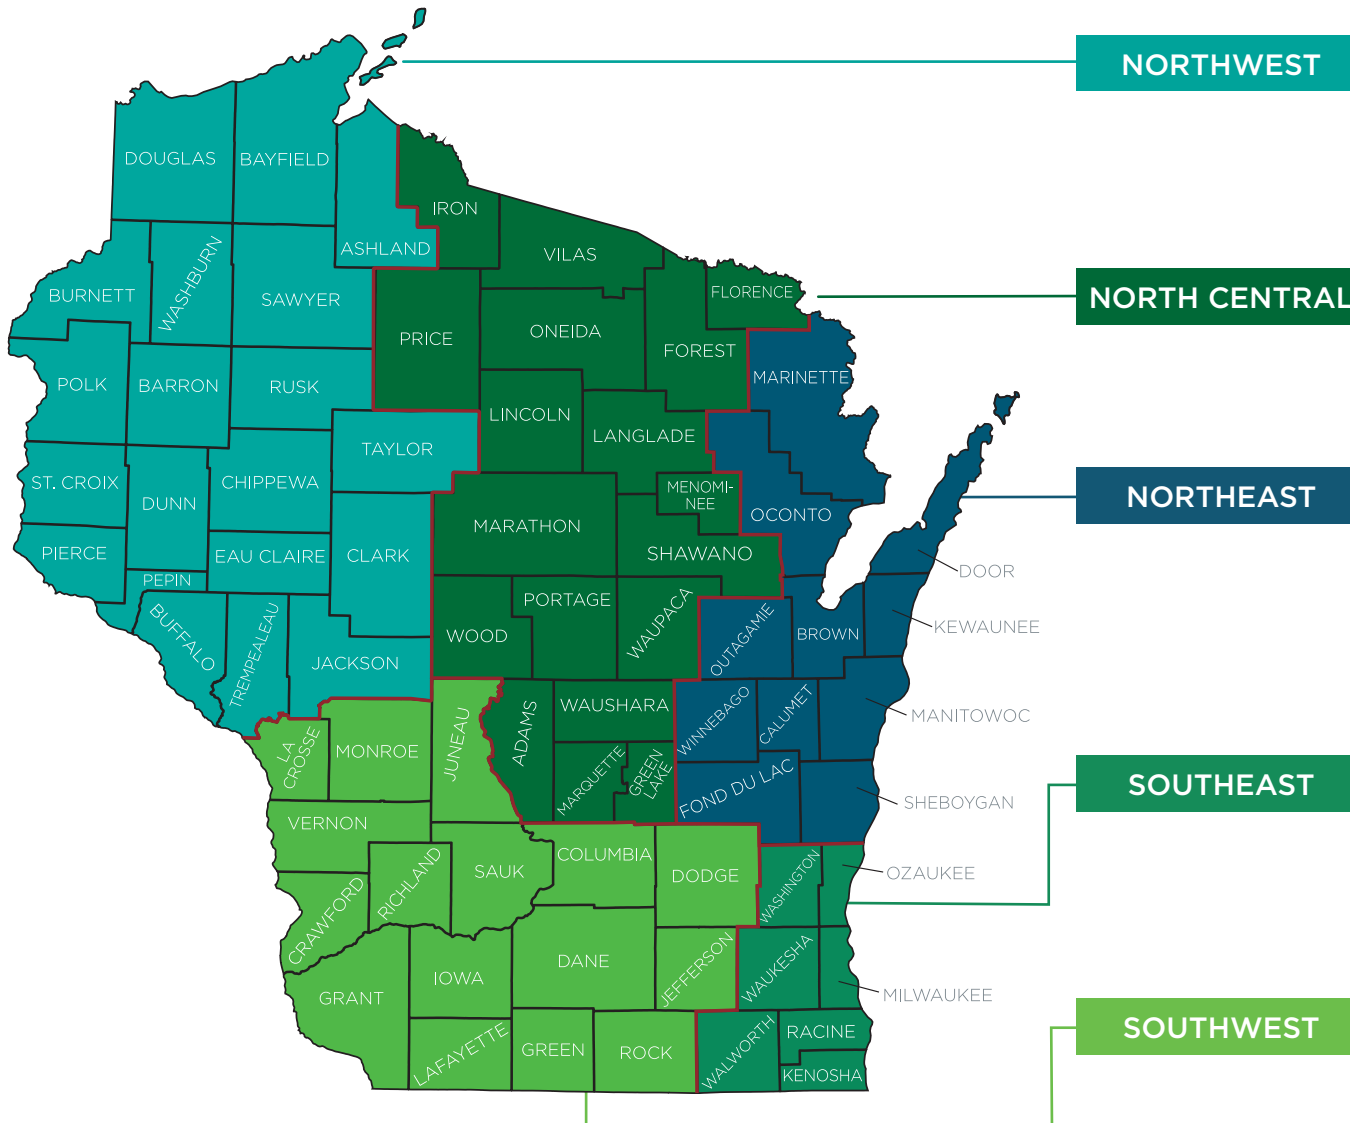 NORTHWEST
DOUGLAS
BAYFIELD
IRON
ASHLAND
VILAS
WASHBURN
BURNETT
SAWYER
FLORENCE
NORTH CENTRAL
PRICE
ONEIDA
FOREST
MARINETTE
POLK
BARRON
RUSK
LINCOLN
LANGLADE
TAYLOR
ST. CROIX
CHIPPEWA
DUNN
MENOMI-
NEE
OCONTO
NORTHEAST
MARATHON
PIERCE
EAU CLAIRE
CLARK
SHAWANO
DOOR
PEPIN
PORTAGE
WAUPACA
BUFFALO
TREMPEALEAU
WOOD
OUTAGAMIE
BROWN
KEWAUNEE
JACKSON
WAUSHARA
ADAMS
WINNEBAGO
CALUMET
MANITOWOC
LA
CROSSE
MONROE
JUNEAU
MARQUETTE
GREEN
LAKE
FOND DU LAC
SOUTHEAST
SHEBOYGAN
VERNON
COLUMBIA
DODGE
WASHINGTON
OZAUKEE
RICHLAND
SAUK
CRAWFORD
DANE
JEFFERSON
WAUKESHA
IOWA
GRANT
MILWAUKEE
SOUTHWEST
LAFAYETTE
GREEN
ROCK
WALWORTH
RACINE
KENOSHA